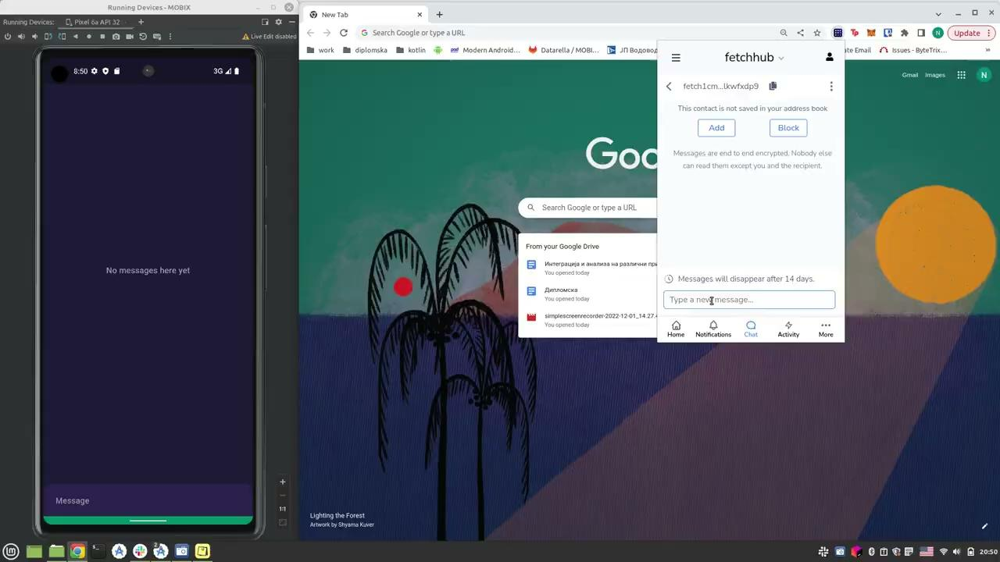 Running Devices - MOBIX
Running Devices:
Pixel 6a API 32
Live Edit disabled
8:50
3G
No messages here yet
Message
1:1
New Tab
Search Google or type a URL
Update
work
diplomska
kotlin
Modern Android...
Datarella / MOBI...
ЈП Водовод
ate Email
Issues - ByteTrix...
»
Gmail
Images
N
Goo
Search Google or type a URL
From your Google Drive
Интеграција и анализа на различни при
You opened today
Дипломска
You opened today
simplescreenrecorder-2022-12-01_14.27.4
You opened today
fetchhub
fetch1cm...lkwfxdp9
This contact is not saved in your address book
Add
Block
Messages are end to end encrypted. Nobody else
can read them except you and the recipient.
Messages will disappear after 14 days.
Type a new message...
Home
Notifications
Chat
Activity
More
Lighting the Forest
Artwork by Shyama Kuver
2
20:50